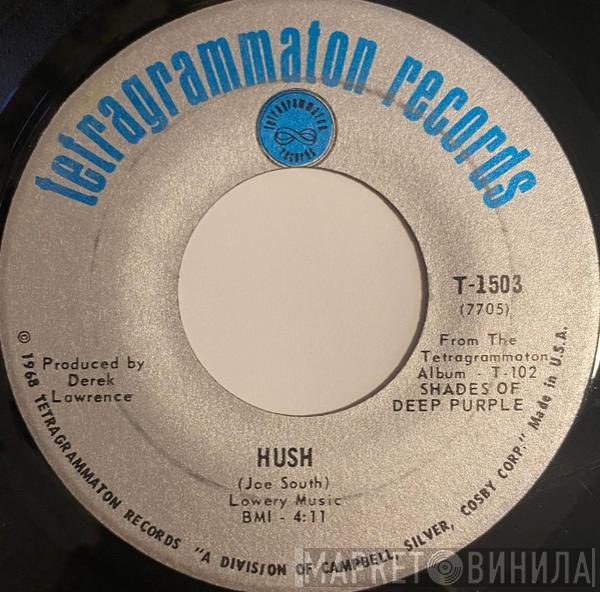 tetragrammaton records
tetragrammaton
records
T-1503
(7705)
From The
Tetragrammaton
Album - T-102
SHADES OF
DEEP PURPLE
Produced by
Derek
Lawrence
HUSH
(Joe South)
Lowery Music
BMI - 4:11
© 1968 TETRAGRAMMATON RECORDS "A DIVISION OF CAMPBELL, SILVER, COSBY CORP." Made in U.S.A.
МАРКЕТ ВИНИЛА